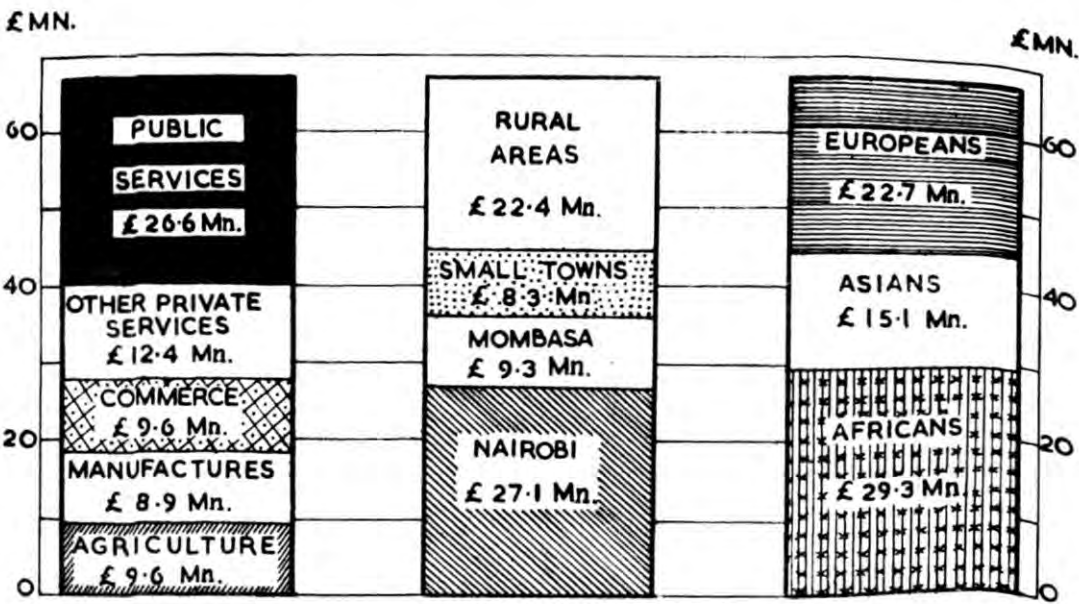 £MN.
£MN.
60
40
20
0
PUBLIC
SERVICES
£26·6Mn.
OTHER PRIVATE
SERVICES
£12·4 Mn.
COMMERCE
£9·6 Mn.
MANUFACTURES
£8·9 Mn.
AGRICULTURE
£9·6 Mn.
RURAL
AREAS
£22·4 Mn.
SMALL TOWNS
£8·3 Mn
MOMBASA
£9·3 Mn.
NAIROBI
£27·1 Mn.
EUROPEANS
£22·7 Mn.
ASIANS
£15·1 Mn.
AFRICANS
£29·3 Mn.
60
40
20
0